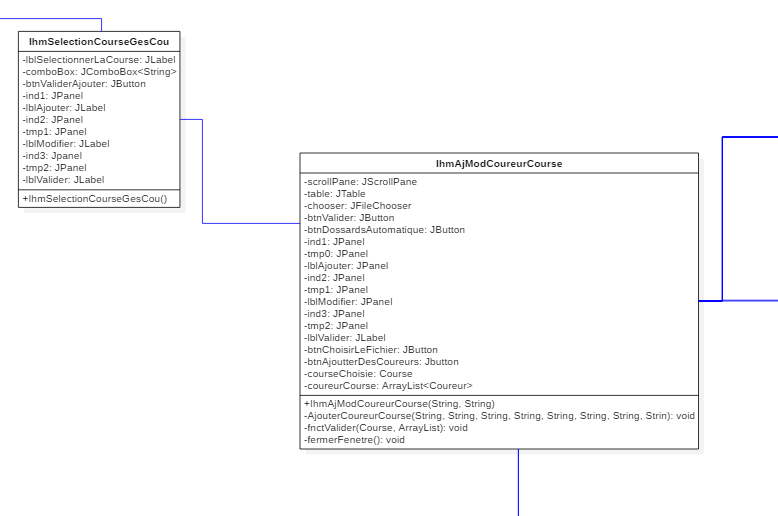 IhmSelectionCourseGesCou
-lblSelectionnerLaCourse: JLabel
-comboBox: JComboBox<String>
-btnValiderAjouter: JButton
-ind1: JPanel
-lblAjouter: JLabel
-ind2: JPanel
-tmp1: JPanel
-lblModifier: JLabel
-ind3: Jpanel
-tmp2: JPanel
-lblValider: JLabel
+IhmSelectionCourseGesCou()
IhmAjModCoureurCourse
-scrollPane: JScrollPane
-table: JTable
-chooser: JFileChooser
-btnValider: JButton
-btnDossardsAutomatique: JButton
-ind1: JPanel
-tmp0: JPanel
-lblAjouter: JPanel
-ind2: JPanel
-tmp1: JPanel
-lblModifier: JPanel
-ind3: JPanel
-tmp2: JPanel
-lblValider: JLabel
-btnChoisirLeFichier: JButton
-btnAjoutterDesCoureurs: Jbutton
-courseChoisie: Course
-coureurCourse: ArrayList<Coureur>
+IhmAjModCoureurCourse(String, String)
-AjouterCoureurCourse(String, String, String, String, String, String, String, Strin): void
-fnctValider(Course, ArrayList): void
-fermerFenetre(): void